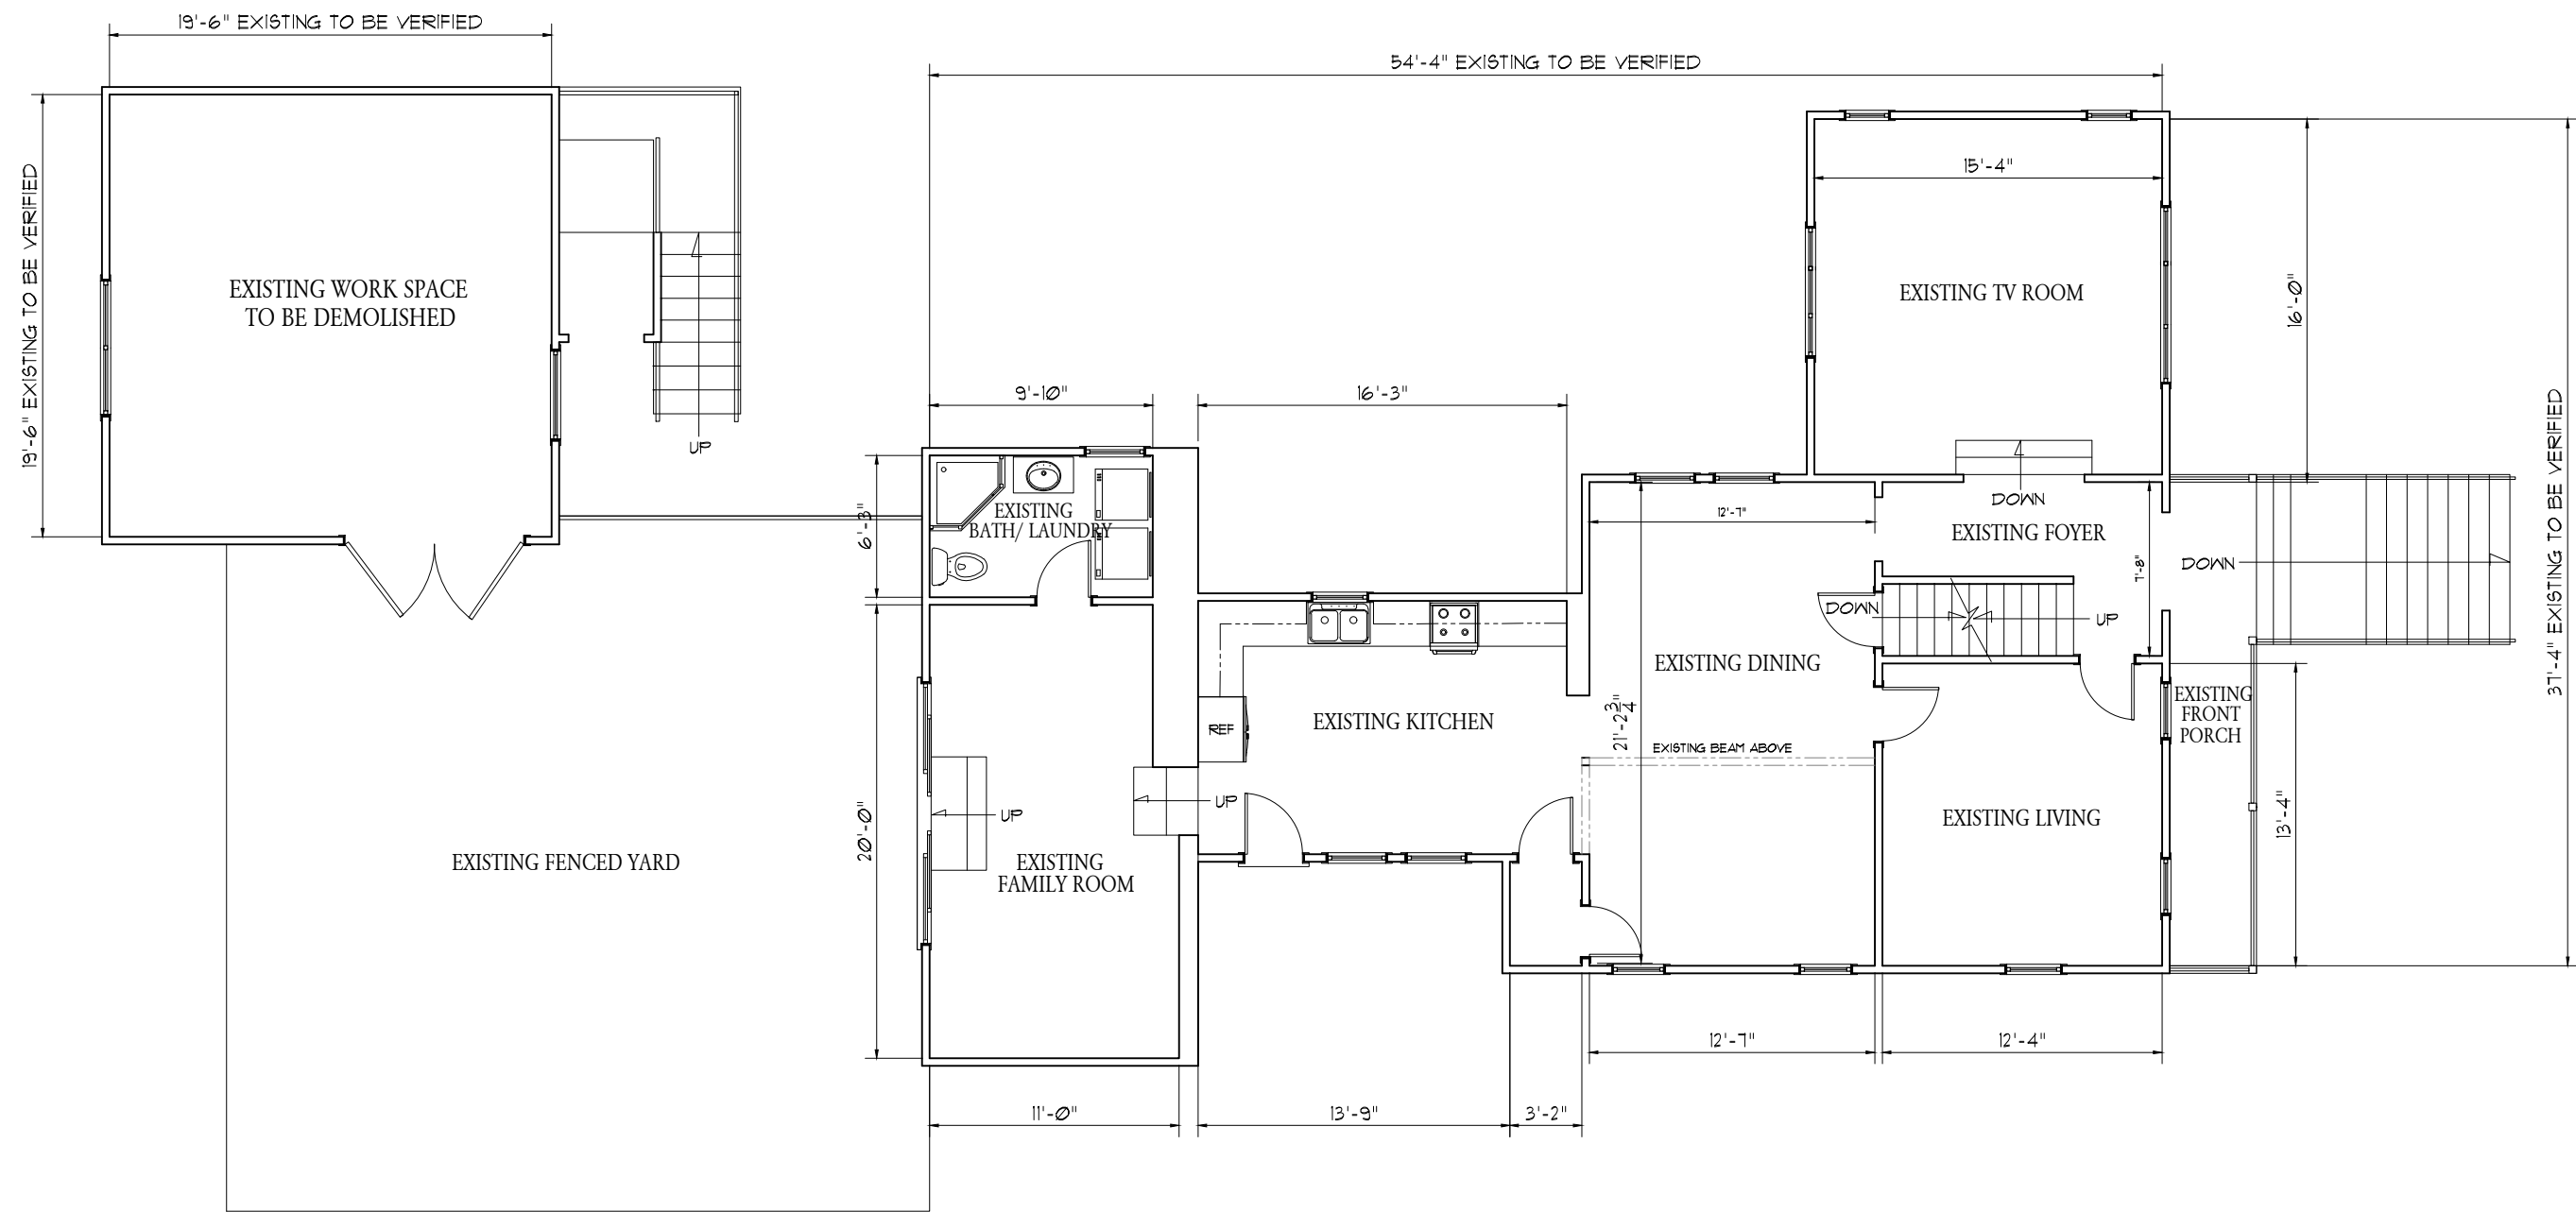 19'-6" EXISTING TO BE VERIFIED
54'-4" EXISTING TO BE VERIFIED
19'-6" EXISTING TO BE VERIFIED
EXISTING WORK SPACE
TO BE DEMOLISHED
UP
15'-4"
EXISTING TV ROOM
16'-0"
37'-4" EXISTING TO BE VERIFIED
9'-10"
16'-3"
6'-3"
EXISTING
BATH/ LAUNDRY
12'-7"
DOWN
EXISTING FOYER
7'-8"
DOWN
DOWN
UP
EXISTING DINING
EXISTING KITCHEN
REF
21'-2 3/4"
EXISTING BEAM ABOVE
EXISTING
FRONT
PORCH
EXISTING LIVING
13'-4"
UP
UP
20'-0"
EXISTING
FAMILY ROOM
EXISTING FENCED YARD
12'-7"
12'-4"
11'-0"
13'-9"
3'-2"